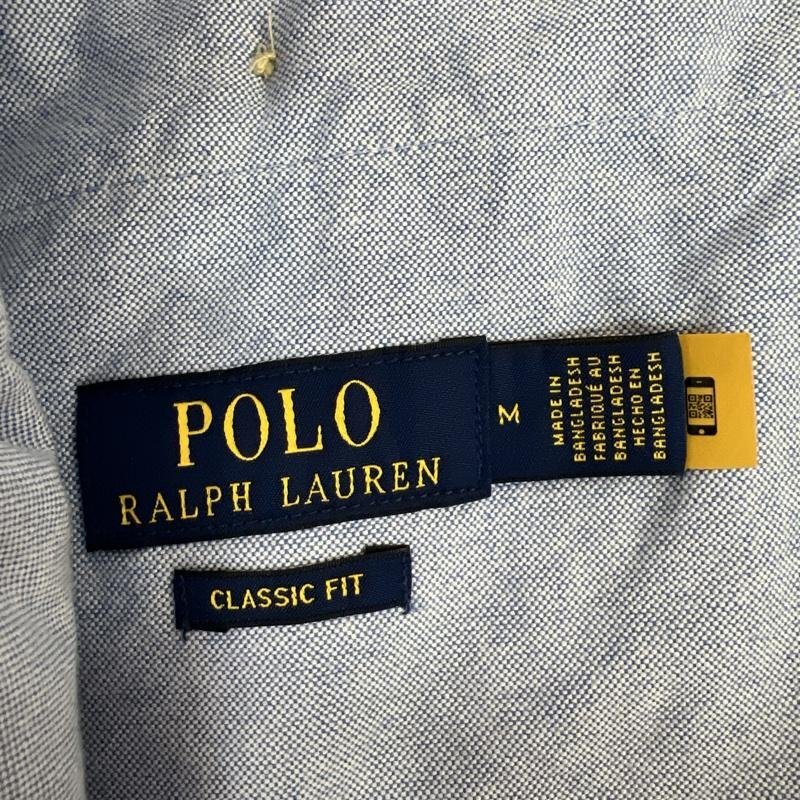 POLO
RALPH LAUREN
CLASSIC FIT
M
MADE IN
BANGLADESH
FABRIQUÉ AU
BANGLADESH
HECHO EN
BANGLADESH